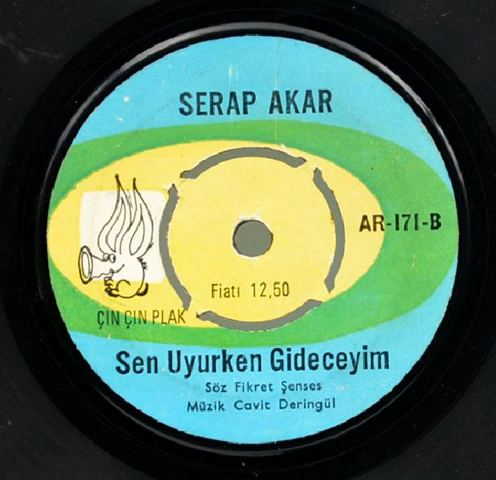 SERAP AKAR
AR-171-B
Fiatı 12,50
ÇIN ÇIN PLAK
Sen Uyurken Gideceyim
Söz Fikret Şenses
Müzik Cavit Deringül